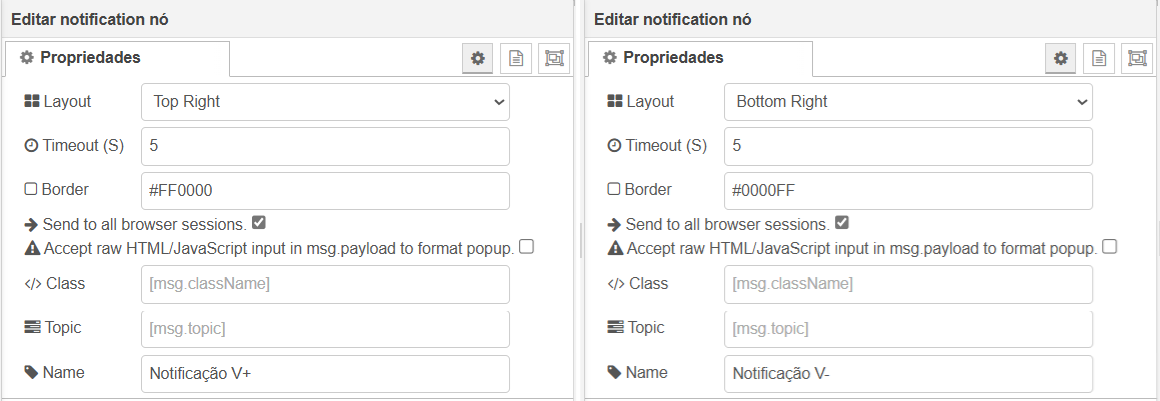 Editar notification nó
Propriedades
Layout Top Right
Timeout (S) 5
Border #FF0000
Send to all browser sessions.
Accept raw HTML/JavaScript input in msg.payload to format popup.
</> Class [msg.className]
Topic [msg.topic]
Name Notificação V+
Editar notification nó
Propriedades
Layout Bottom Right
Timeout (S) 5
Border #0000FF
Send to all browser sessions.
Accept raw HTML/JavaScript input in msg.payload to format popup.
</> Class [msg.className]
Topic [msg.topic]
Name Notificação V-